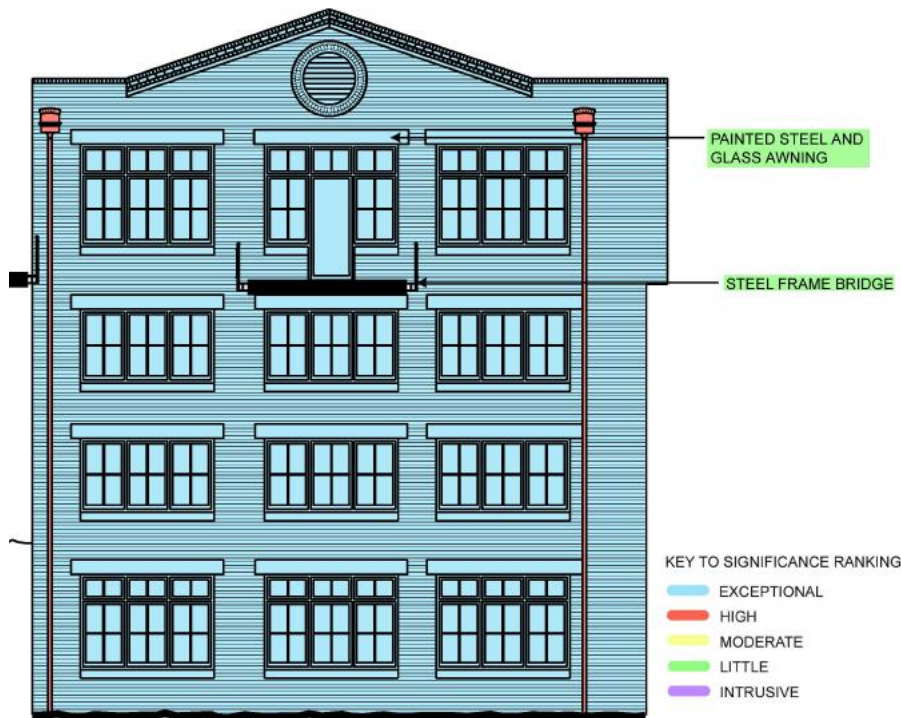 PAINTED STEEL AND
GLASS AWNING
STEEL FRAME BRIDGE
KEY TO SIGNIFICANCE RANKING
EXCEPTIONAL
HIGH
MODERATE
LITTLE
INTRUSIVE